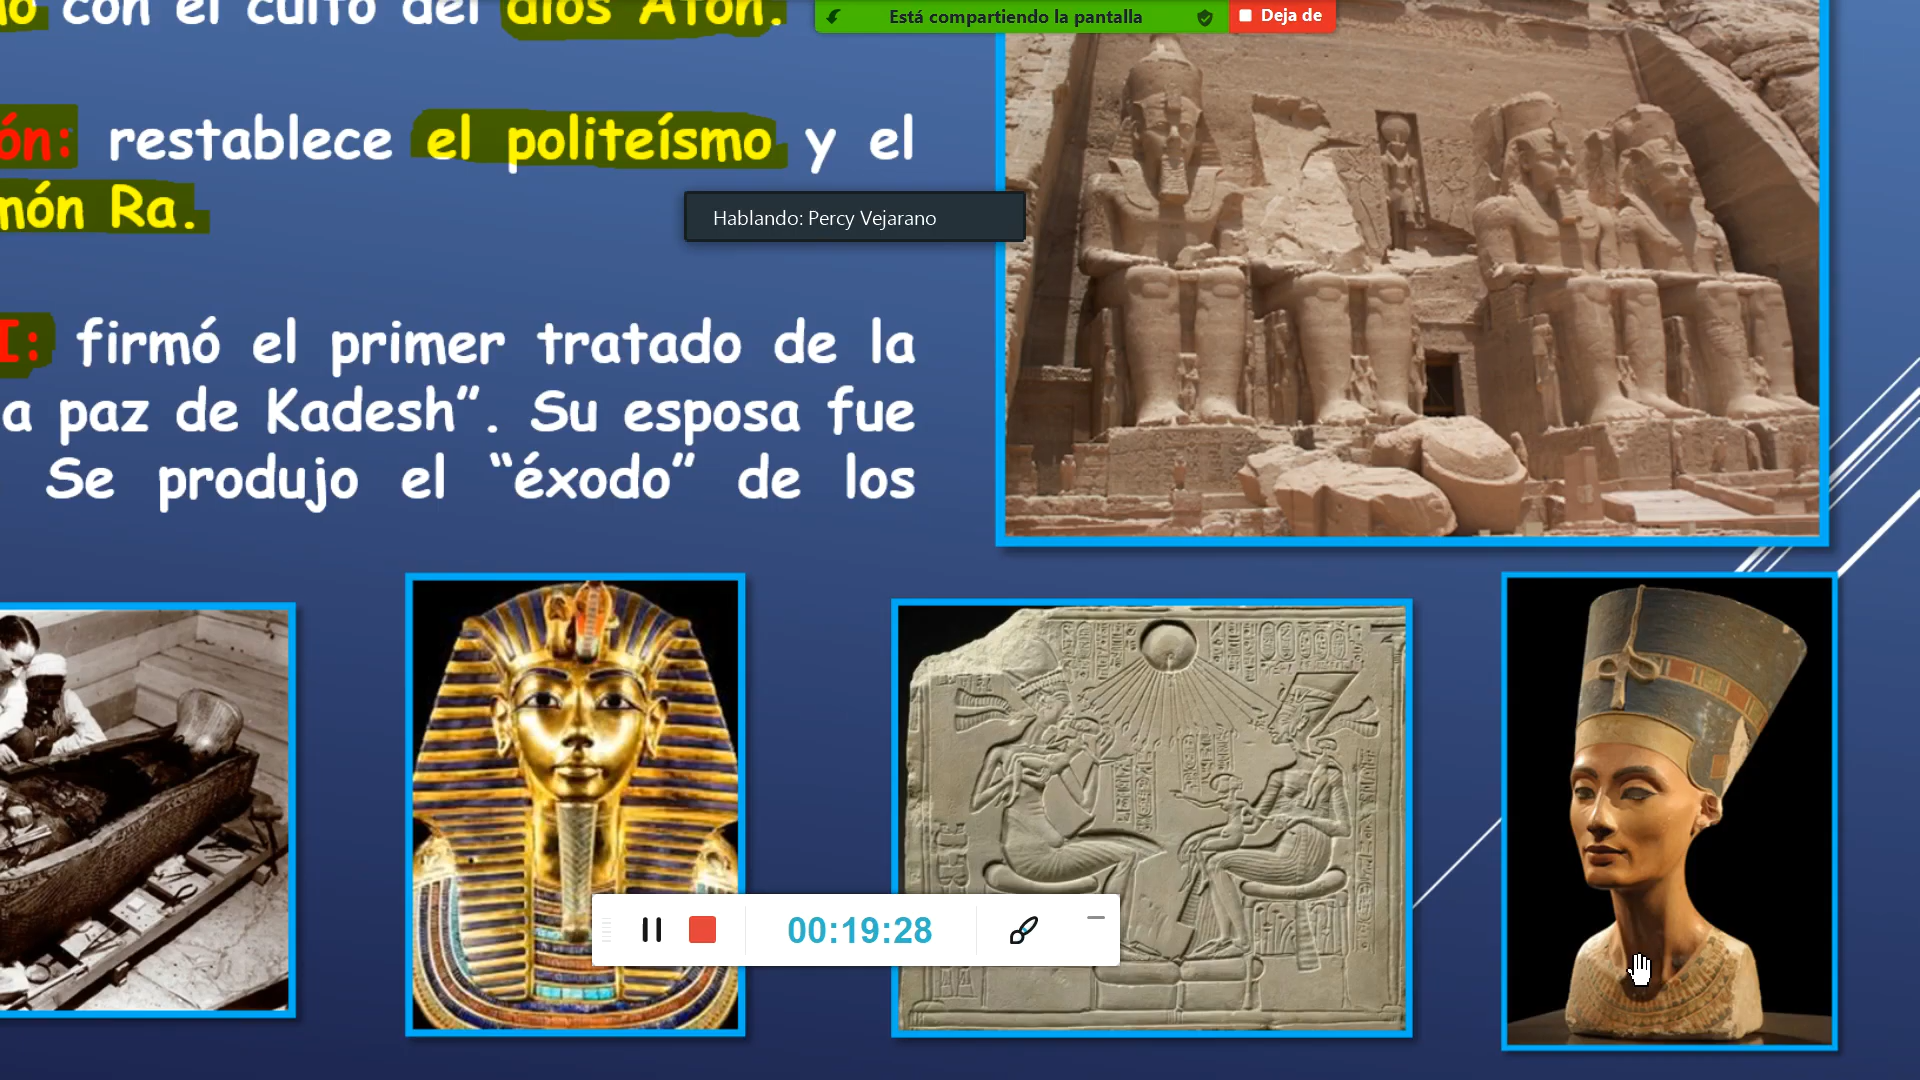 Está compartiendo la pantalla
Deja de
con el culto del dios Atón.
ón: restablece el politeísmo y el
món Ra.
Hablando: Percy Vejarano
I: firmó el primer tratado de la
a paz de Kadesh”. Su esposa fue
Se produjo el “éxodo” de los
00:19:28